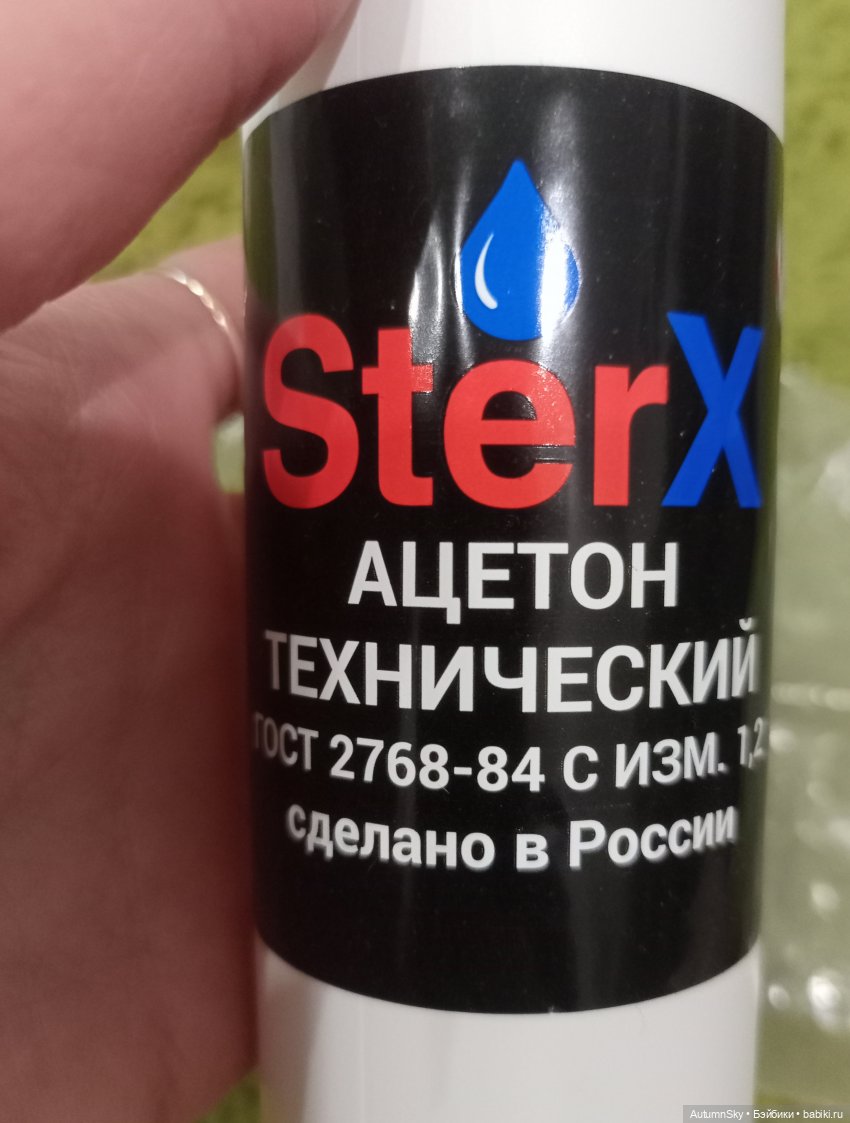 SterX
АЦЕТОН
ТЕХНИЧЕСКИЙ
ГОСТ 2768-84 С ИЗМ. 1,2
сделано в России
AutumnSky • Бэйбики • babiki.ru